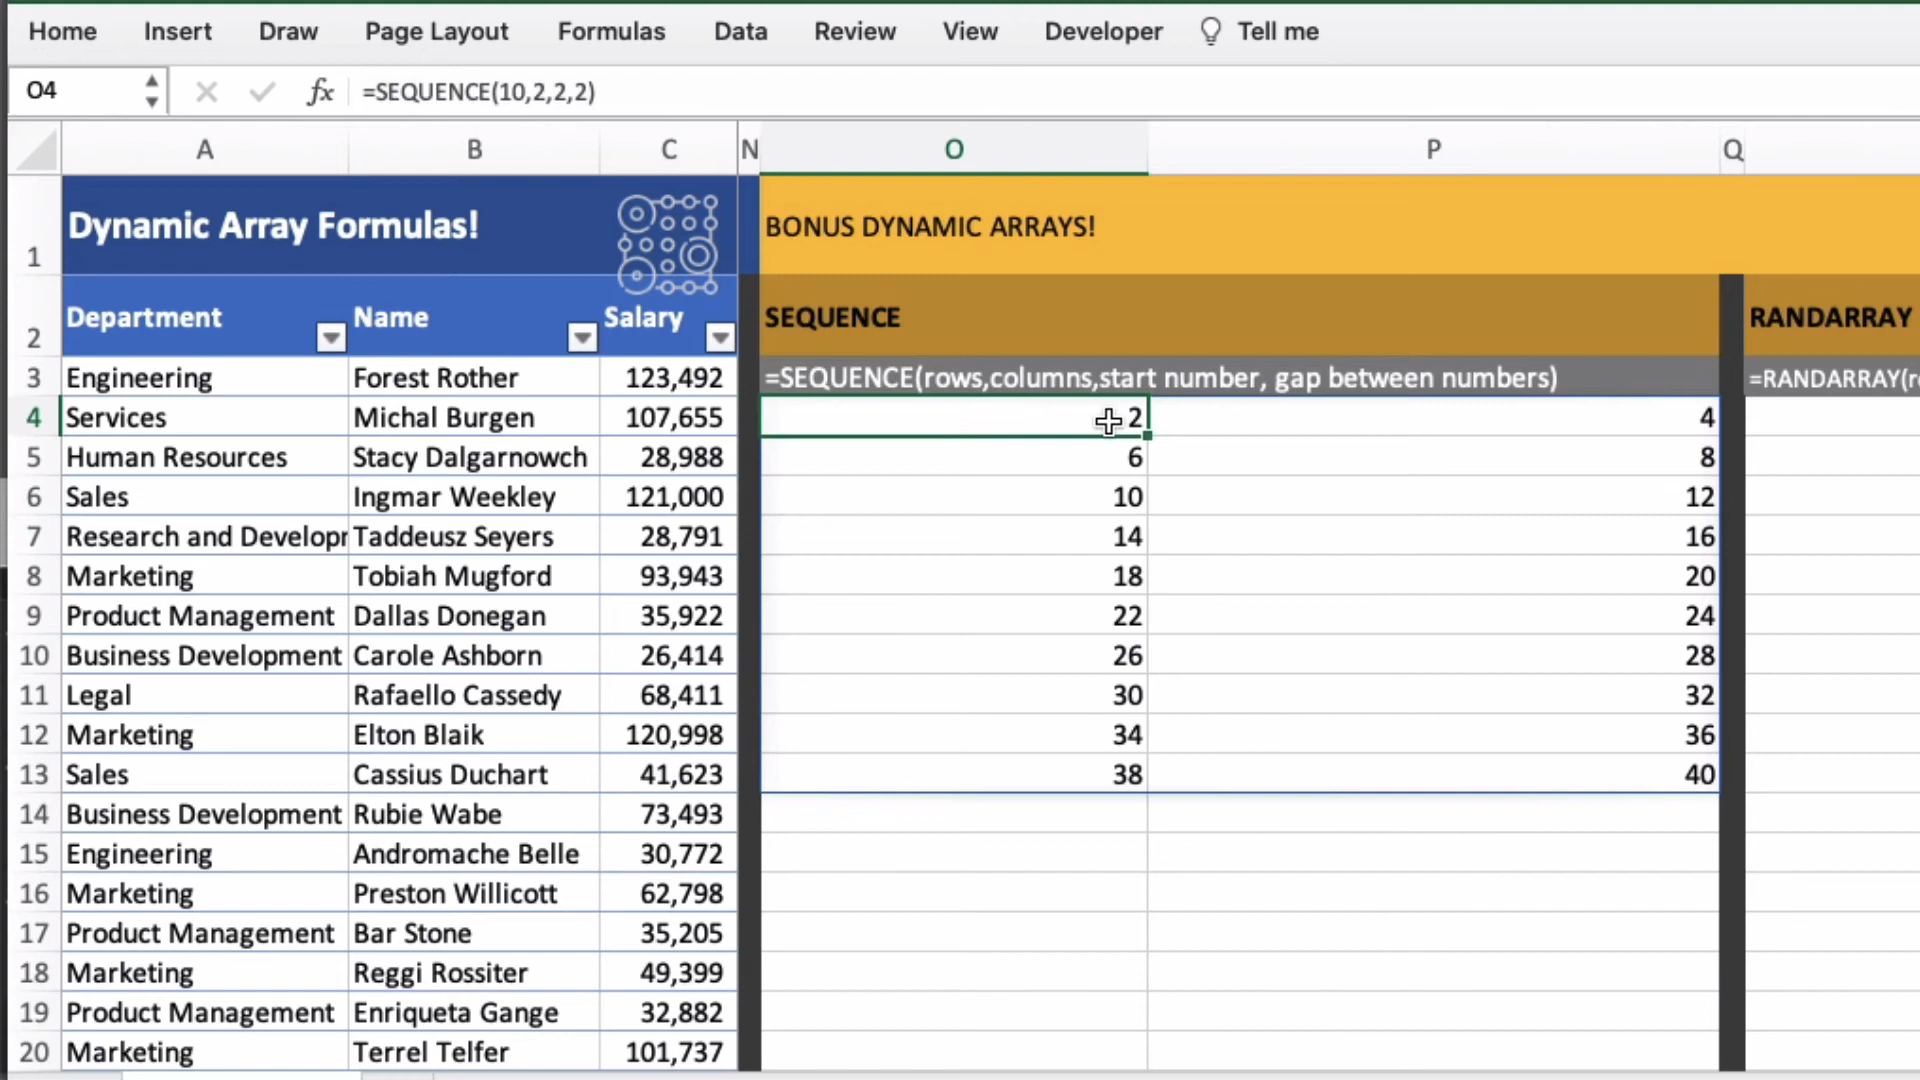 Home Insert Draw Page Layout Formulas Data Review View Developer Tell me
O4 fx =SEQUENCE(10,2,2,2)
A B C N O P Q
1 Dynamic Array Formulas! BONUS DYNAMIC ARRAYS!
2 Department Name Salary SEQUENCE RANDARRAY
3 Engineering Forest Rother 123,492 =SEQUENCE(rows,columns,start number, gap between numbers) =RANDARRAY(r
4 Services Michal Burgen 107,655 2 4
5 Human Resources Stacy Dalgarnowch 28,988 6 8
6 Sales Ingmar Weekley 121,000 10 12
7 Research and Develop Taddeusz Seyers 28,791 14 16
8 Marketing Tobiah Mugford 93,943 18 20
9 Product Management Dallas Donegan 35,922 22 24
10 Business Development Carole Ashborn 26,414 26 28
11 Legal Rafaello Cassedy 68,411 30 32
12 Marketing Elton Blaik 120,998 34 36
13 Sales Cassius Duchart 41,623 38 40
14 Business Development Rubie Wabe 73,493
15 Engineering Andromache Belle 30,772
16 Marketing Preston Willicott 62,798
17 Product Management Bar Stone 35,205
18 Marketing Reggi Rossiter 49,399
19 Product Management Enriqueta Gange 32,882
20 Marketing Terrel Telfer 101,737